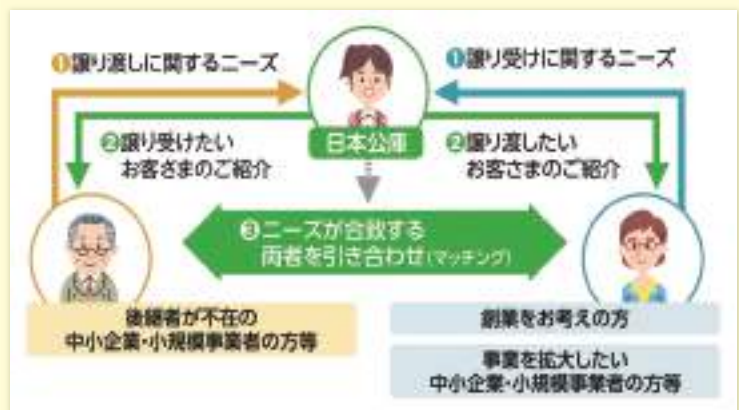 ❶譲り渡しに関するニーズ
❶譲り受けに関するニーズ
日本公庫
❷譲り受けたい
お客さまのご紹介
❷譲り渡したい
お客さまのご紹介
❸ニーズが合致する
両者を引き合わせ(マッチング)
後継者が不在の
中小企業・小規模事業者の方等
創業をお考えの方
事業を拡大したい
中小企業・小規模事業者の方等